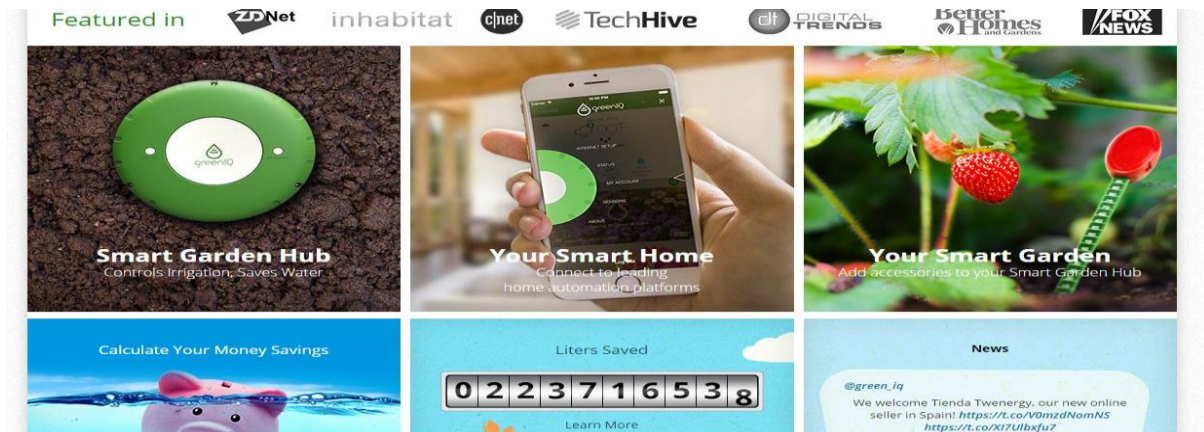 Featured in
ZDNet
inhabitat
c|net
TechHive
dt DIGITAL TRENDS
Better Homes and Gardens
FOX NEWS
greenIQ
Smart Garden Hub
Controls Irrigation, Saves Water
greenIQ
INTERNET SETUP
STATUS
MY ACCOUNT
SENSORS
ABOUT
Your Smart Home
Connect to leading
home automation platforms
Your Smart Garden
Add accessories to your Smart Garden Hub
Calculate Your Money Savings
Liters Saved
0223716538
Learn More
News
@green_iq
We welcome Tienda Twenergy, our new online
seller in Spain! https://t.co/V0mzdNomNS
https://t.co/XI7Ulbxfu7